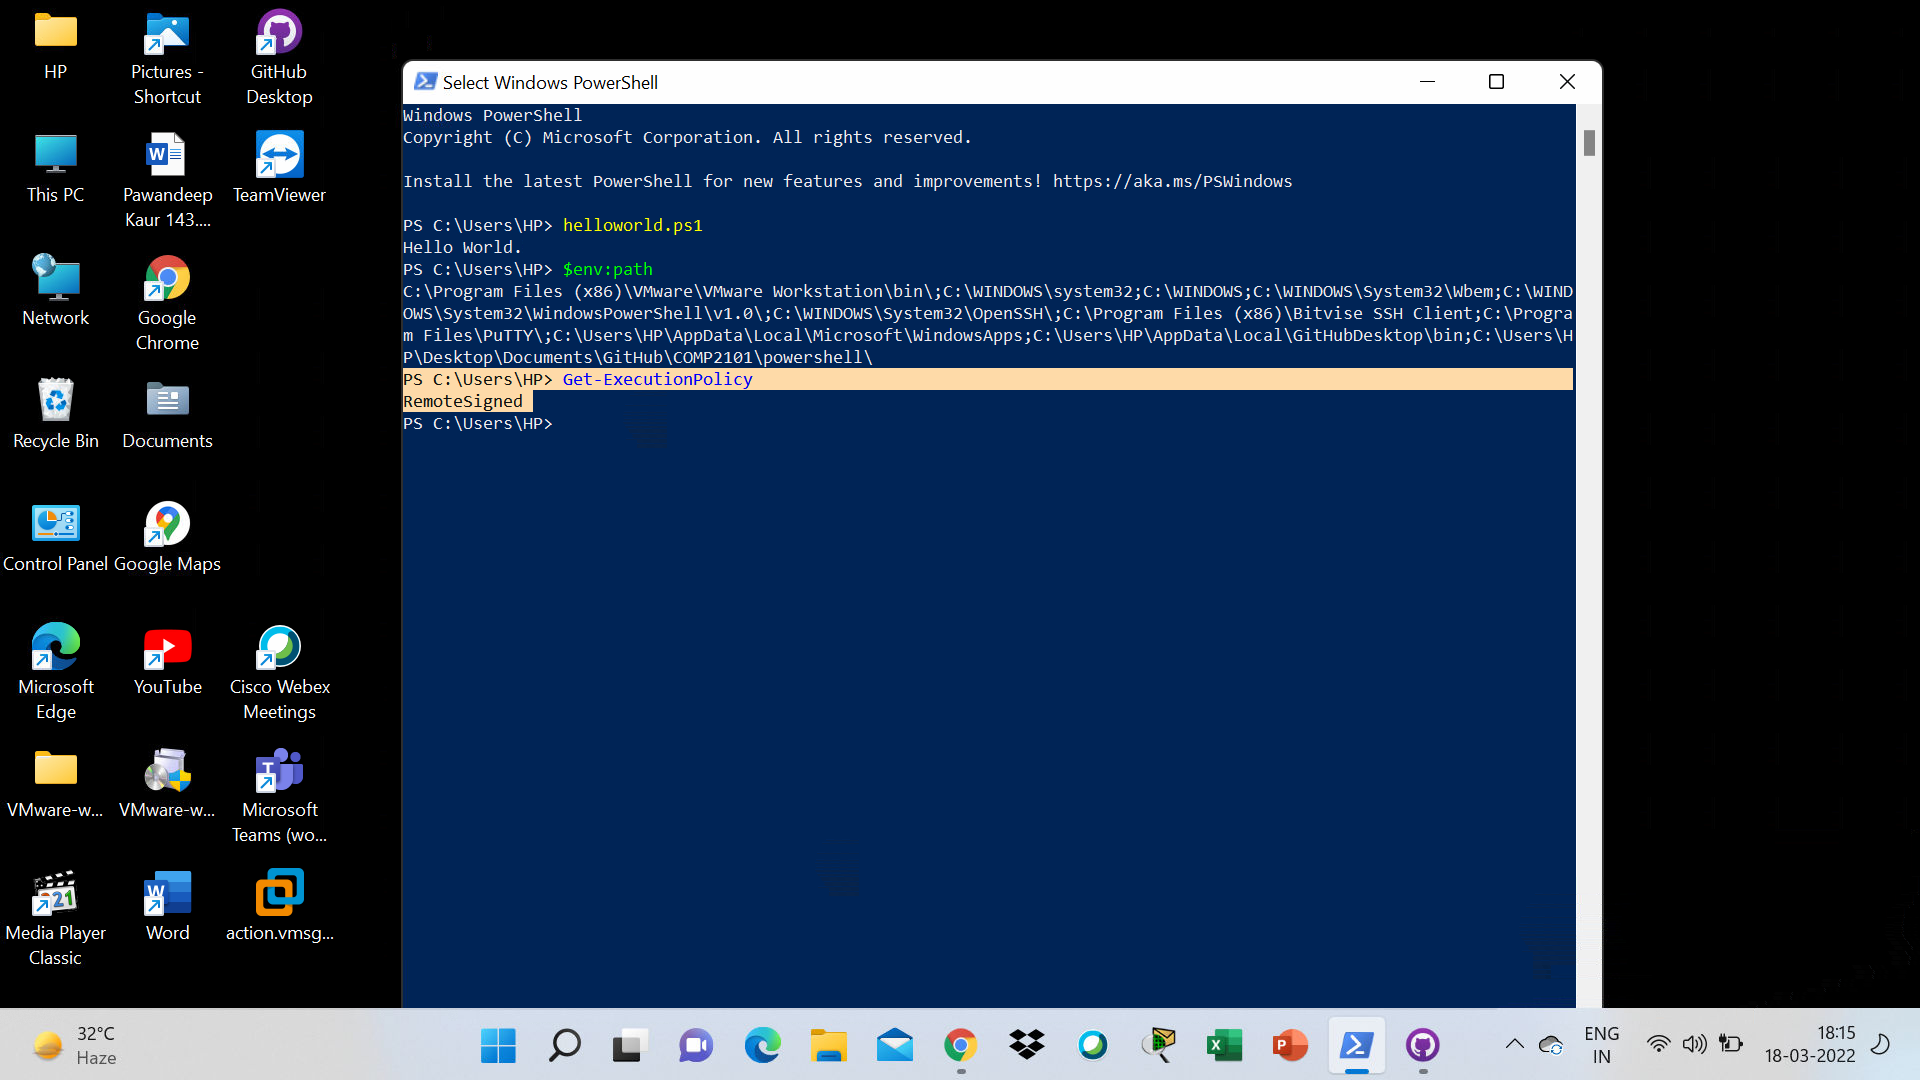 HP
Pictures -
Shortcut
GitHub
Desktop
This PC
Pawandeep
Kaur 143....
TeamViewer
Network
Google
Chrome
Recycle Bin
Documents
Control Panel
Google Maps
Microsoft
Edge
YouTube
Cisco Webex
Meetings
VMware-w...
VMware-w...
Microsoft
Teams (wo...
Media Player
Classic
Word
action.vmsg...
Select Windows PowerShell
Windows PowerShell
Copyright (C) Microsoft Corporation. All rights reserved.
Install the latest PowerShell for new features and improvements! https://aka.ms/PSWindows
PS C:\Users\HP> helloworld.ps1
Hello World.
PS C:\Users\HP> $env:path
C:\Program Files (x86)\VMware\VMware Workstation\bin\;C:\WINDOWS\system32;C:\WINDOWS;C:\WINDOWS\System32\Wbem;C:\WIND
OWS\System32\WindowsPowerShell\v1.0\;C:\WINDOWS\System32\OpenSSH\;C:\Program Files (x86)\Bitvise SSH Client;C:\Progra
m Files\PuTTY\;C:\Users\HP\AppData\Local\Microsoft\WindowsApps;C:\Users\HP\AppData\Local\GitHubDesktop\bin;C:\Users\H
P\Desktop\Documents\GitHub\COMP2101\powershell\
PS C:\Users\HP> Get-ExecutionPolicy
RemoteSigned
PS C:\Users\HP>
32°C
Haze
ENG
IN
18:15
18-03-2022